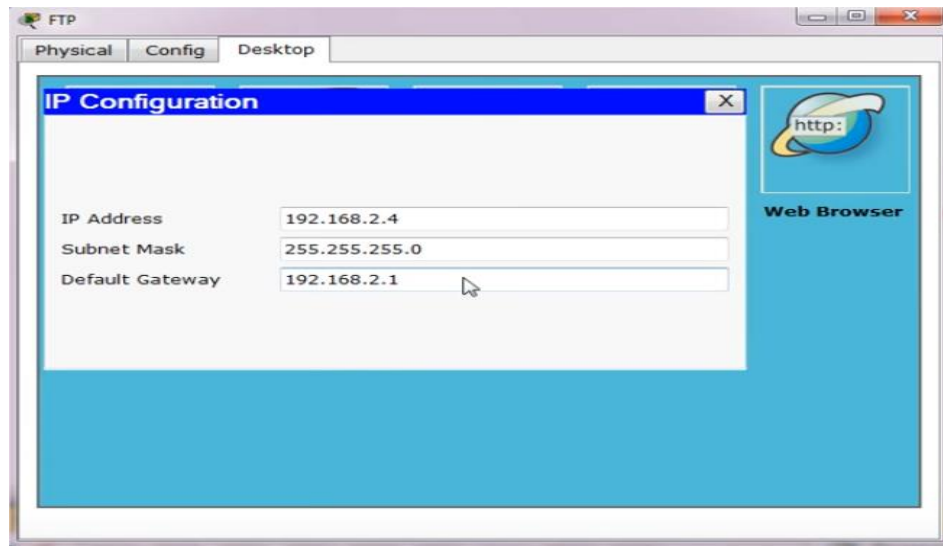 FTP
Physical Config Desktop
IP Configuration X
http:
IP Address 192.168.2.4
Web Browser
Subnet Mask 255.255.255.0
Default Gateway 192.168.2.1